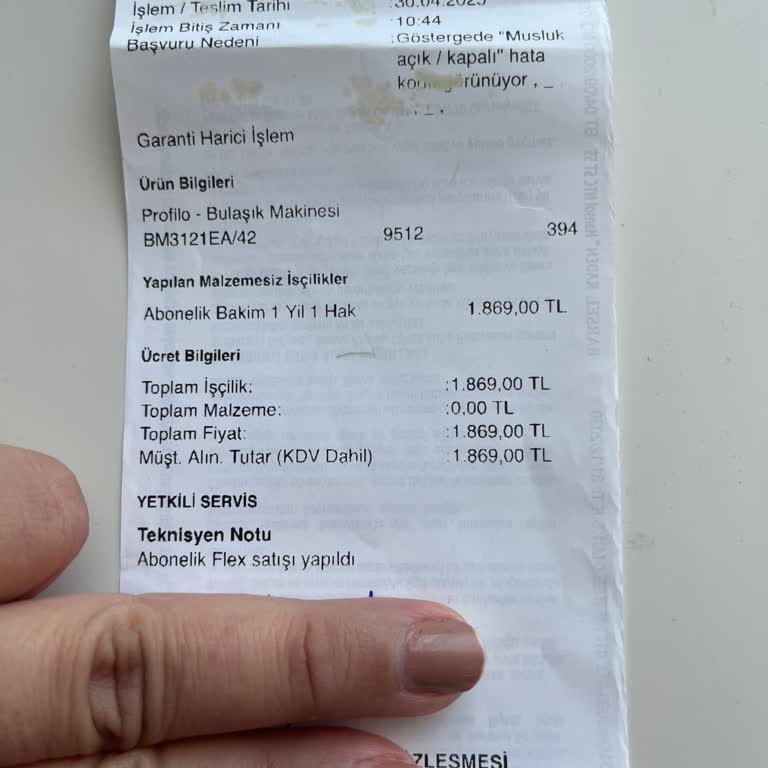 İşlem / Teslim Tarihi :30.04.2025
İşlem Bitiş Zamanı :10:44
Başvuru Nedeni :Göstergede "Musluk
açık / kapalı" hata
görünüyor , _ ,
, _ ,
Garanti Harici İşlem
Ürün Bilgileri
Profilo - Bulaşık Makinesi
BM3121EA/42 9512 394
Yapılan Malzemesiz İşçilikler
Abonelik Bakim 1 Yil 1 Hak 1.869,00 TL
Ücret Bilgileri
Toplam İşçilik: :1.869,00 TL
Toplam Malzeme: :0,00 TL
Toplam Fiyat: :1.869,00 TL
Müşt. Alın. Tutar (KDV Dahil) :1.869,00 TL
YETKİLİ SERVİS
Teknisyen Notu
Abonelik Flex satışı yapıldı